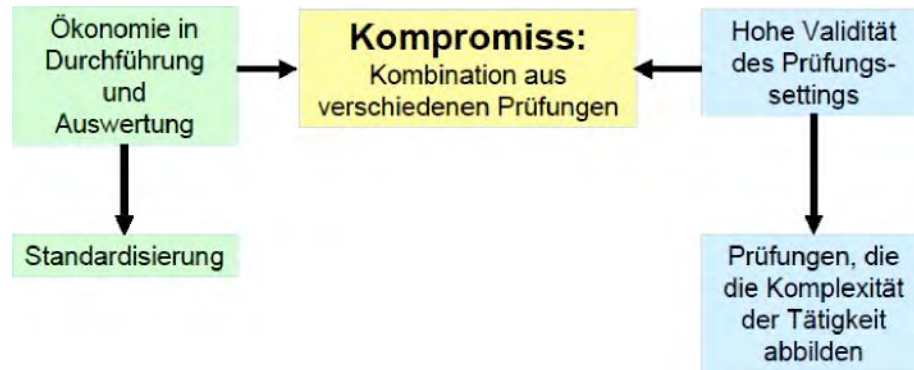 Ökonomie in
Durchführung
und
Auswertung
Kompromiss:
Kombination aus
verschiedenen Prüfungen
Hohe Validität
des Prüfungs-
settings
Standardisierung
Prüfungen, die
die Komplexität
der Tätigkeit
abbilden